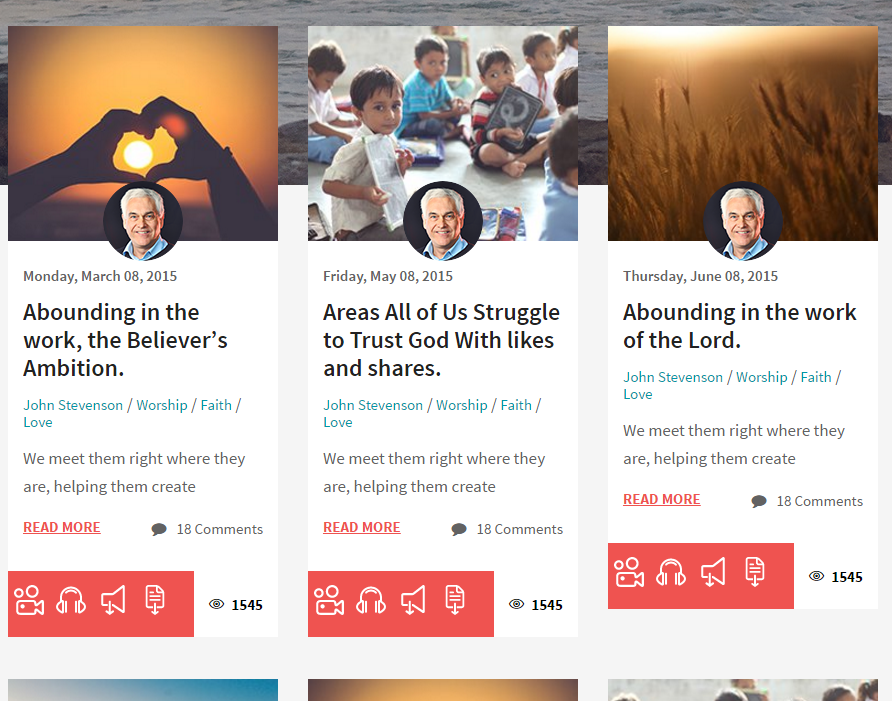 Monday, March 08, 2015
Abounding in the
work, the Believer’s
Ambition.
John Stevenson / Worship / Faith /
Love
We meet them right where they
are, helping them create
READ MORE
18 Comments
1545
Friday, May 08, 2015
Areas All of Us Struggle
to Trust God With likes
and shares.
John Stevenson / Worship / Faith /
Love
We meet them right where they
are, helping them create
READ MORE
18 Comments
1545
Thursday, June 08, 2015
Abounding in the work
of the Lord.
John Stevenson / Worship / Faith /
Love
We meet them right where they
are, helping them create
READ MORE
18 Comments
1545